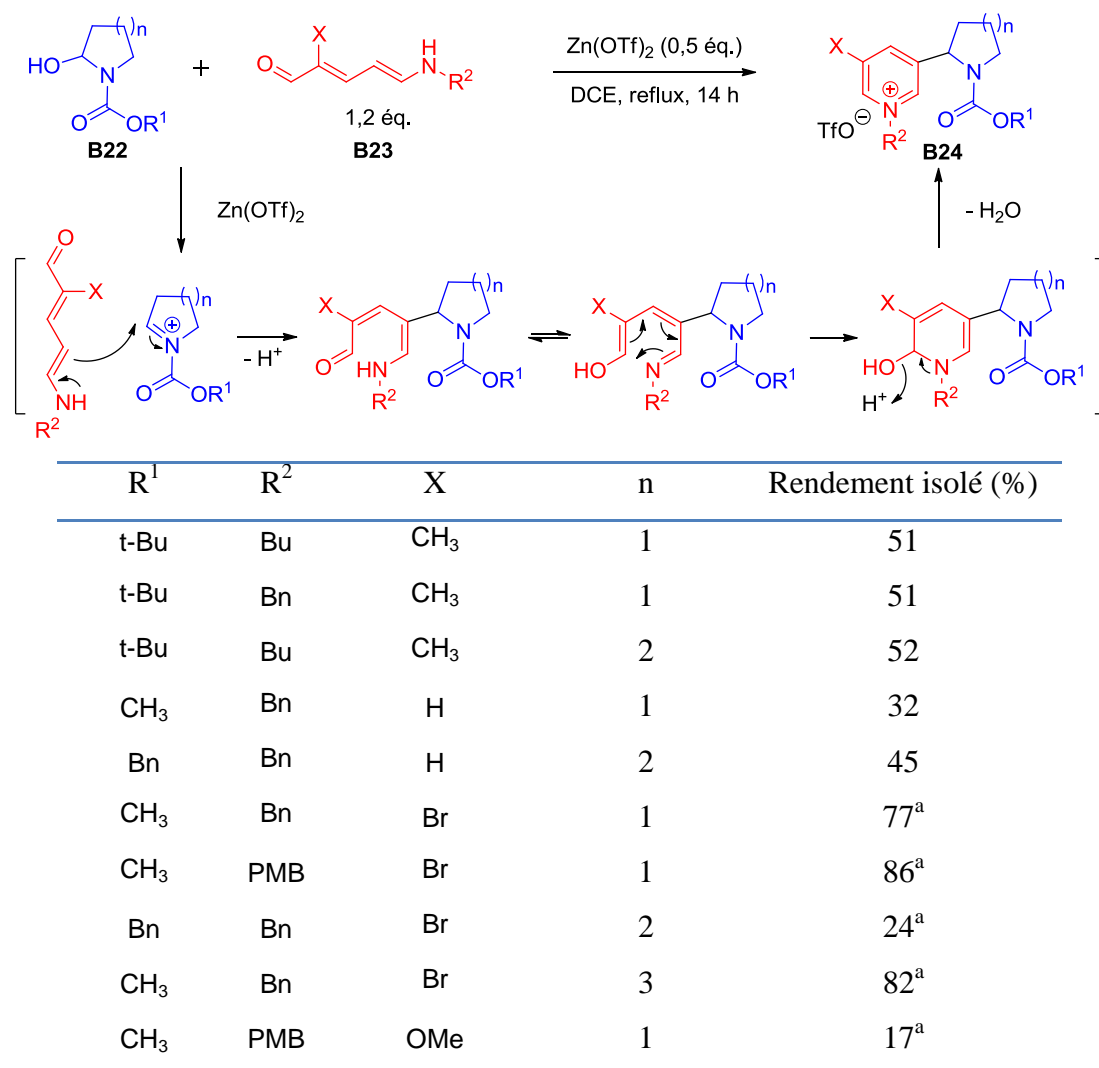 HO ( )n N O OR1 B22
+
O X H N R2 1,2 éq. B23
Zn(OTf)2 (0,5 éq.)
DCE, reflux, 14 h
X ( )n N + N R2 TfO⊖ O OR1 B24
Zn(OTf)2
- H2O
O X NH R2
( )n N + O OR1
- H+
X O HN R2 ( )n N O OR1
X HO N R2 ( )n N O OR1
X HO H+ N R2 ( )n N O OR1
R1 R2 X n Rendement isolé (%)
t-Bu Bu CH3 1 51
t-Bu Bn CH3 1 51
t-Bu Bu CH3 2 52
CH3 Bn H 1 32
Bn Bn H 2 45
CH3 Bn Br 1 77a
CH3 PMB Br 1 86a
Bn Bn Br 2 24a
CH3 Bn Br 3 82a
CH3 PMB OMe 1 17a